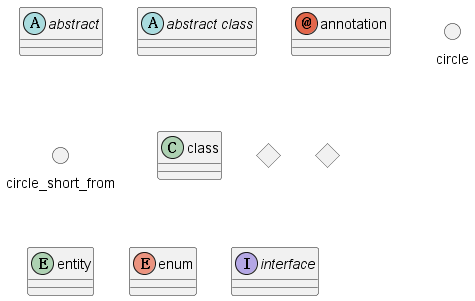 A abstract
A abstract class
@ annotation
circle
circle_short_from
C class
E entity
E enum
I interface